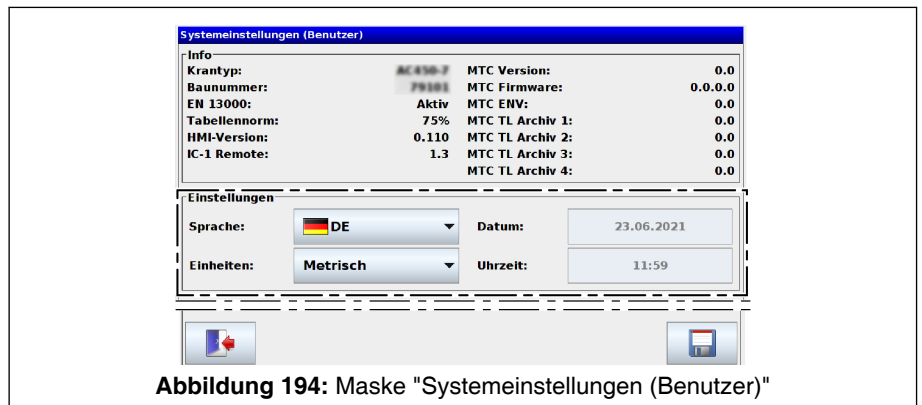 Systemeinstellungen (Benutzer)
Info
Krantyp: MTC Version: 0.0
Baunummer: MTC Firmware: 0.0.0.0
EN 13000: Aktiv MTC ENV: 0.0
Tabellennorm: 75% MTC TL Archiv 1: 0.0
HMI-Version: 0.110 MTC TL Archiv 2: 0.0
IC-1 Remote: 1.3 MTC TL Archiv 3: 0.0
MTC TL Archiv 4: 0.0
Einstellungen
Sprache: DE Datum: 23.06.2021
Einheiten: Metrisch Uhrzeit: 11:59
Abbildung 194: Maske "Systemeinstellungen (Benutzer)"